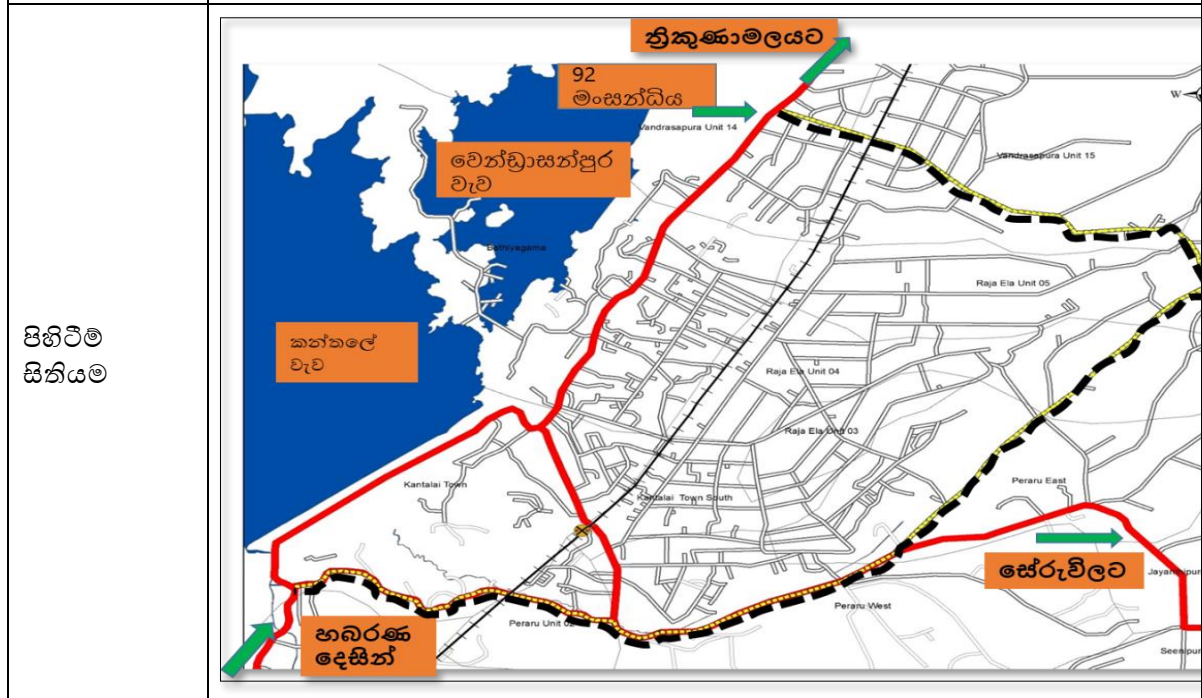 ත්‍රිකුණාමලයට
92
මංසන්ධිය
Vandrasapura Unit 14
W
වෙන්ඩ්‍රාසන්පුර
වැව
Vandrasapura Unit 15
Bathiyagama
Raja Ela Unit 05
පිහිටීම්
සිතියම
කන්තලේ
වැව
Raja Ela Unit 04
Raja Ela Unit 03
Kantalai Town
Kantalai Town South
Peraru East
සේරුවිලට
Peraru West
Peraru Unit 02
හබරණ
දෙසින්